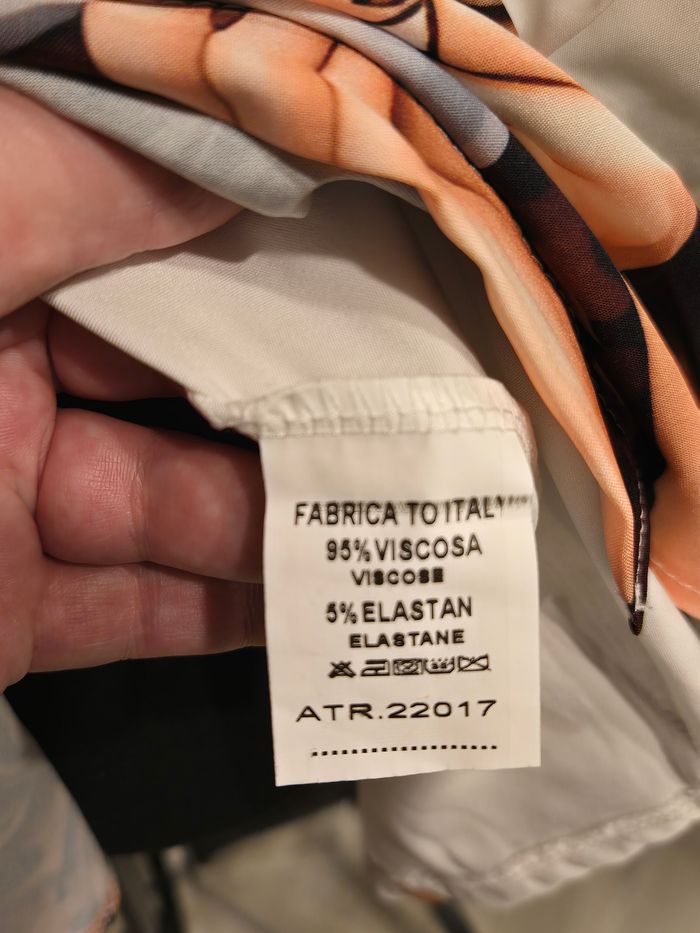 FABRICA TO ITALY
95% VISCOSA
VISCOSE
5% ELASTAN
ELASTANE
ATR.22017